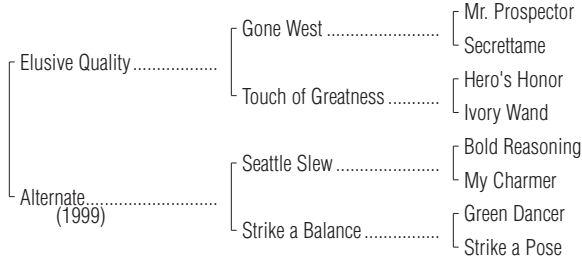 Mr. Prospector
Gone West ......................
Secrettame
Elusive Quality .................
Hero's Honor
Touch of Greatness ..........
Ivory Wand
Bold Reasoning
Seattle Slew .....................
My Charmer
Alternate..........................
(1999)
Green Dancer
Strike a Balance ...............
Strike a Pose